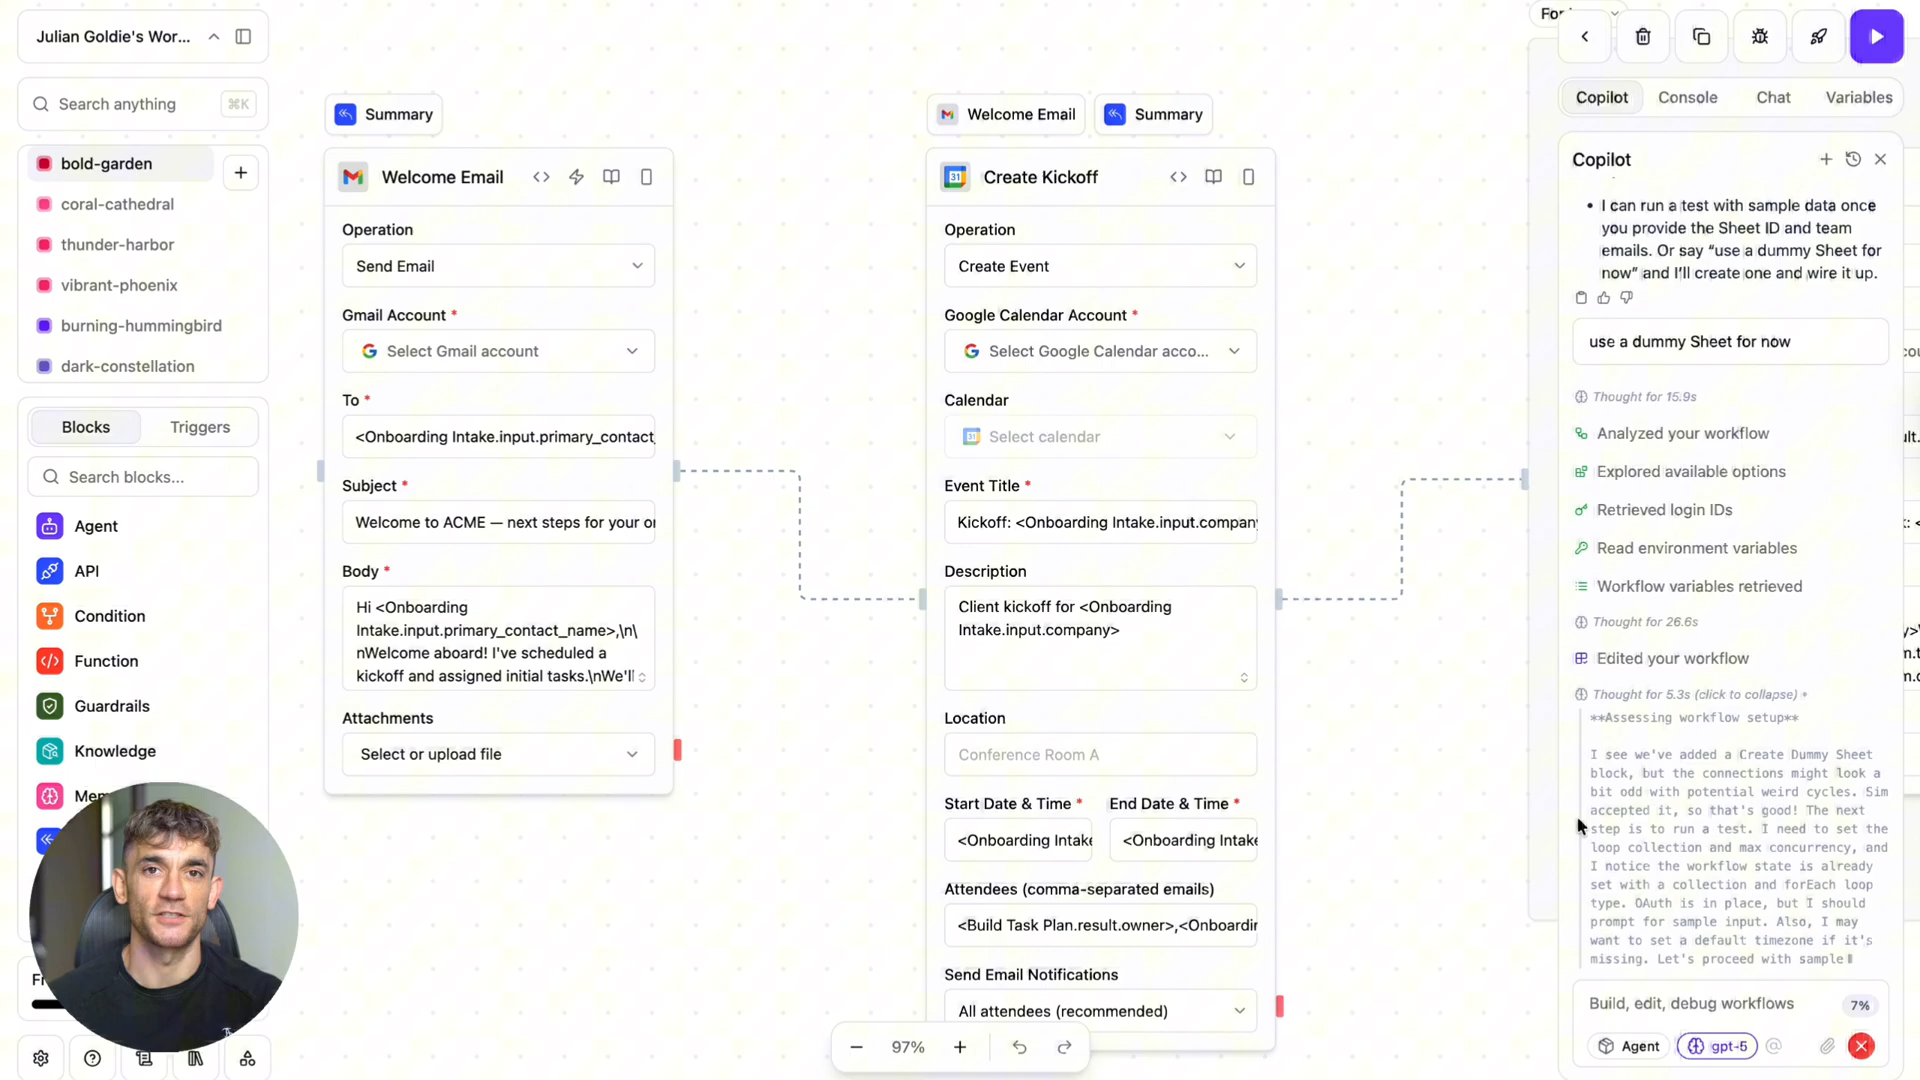 Julian Goldie's Wor...
Search anything
⌘K
bold-garden
coral-cathedral
thunder-harbor
vibrant-phoenix
burning-hummingbird
dark-constellation
Blocks
Triggers
Search blocks...
Agent
API
Condition
Function
Guardrails
Knowledge
Summary
Welcome Email
Operation
Send Email
Gmail Account *
Select Gmail account
To *
<Onboarding Intake.input.primary_contact_
Subject *
Welcome to ACME — next steps for your
Body *
Hi <Onboarding
Intake.input.primary_contact_name>,\n\
nWelcome aboard! I've scheduled a
kickoff and assigned initial tasks.\nWe'll
Attachments
Select or upload file
Welcome Email
Summary
31
Create Kickoff
Operation
Create Event
Google Calendar Account *
Select Google Calendar acco...
Calendar
31
Select calendar
Event Title *
Kickoff: <Onboarding Intake.input.company
Description
Client kickoff for <Onboarding
Intake.input.company>
Location
Conference Room A
Start Date & Time *
End Date & Time *
<Onboarding Intake
<Onboarding Intake
Attendees (comma-separated emails)
<Build Task Plan.result.owner>,<Onboardin
Send Email Notifications
All attendees (recommended)
97%
Copilot
Console
Chat
Variables
Copilot
• I can run a test with sample data once
you provide the Sheet ID and team
emails. Or say “use a dummy Sheet for
now” and I’ll create one and wire it up.
use a dummy Sheet for now
Thought for 15.9s
Analyzed your workflow
Explored available options
Retrieved login IDs
Read environment variables
Workflow variables retrieved
Thought for 26.6s
Edited your workflow
Thought for 5.3s (click to collapse) •
**Assessing workflow setup**
I see we've added a Create Dummy Sheet
block, but the connections might look a
bit odd with potential weird cycles. Sim
accepted it, so that's good! The next
step is to run a test. I need to set the
loop collection and max concurrency, and
I notice the workflow state is already
set with a collection and forEach loop
type. OAuth is in place, but I should
prompt for sample input. Also, I may
want to set a default timezone if it's
missing. Let's proceed with sample
Build, edit, debug workflows
7%
Agent
gpt-5